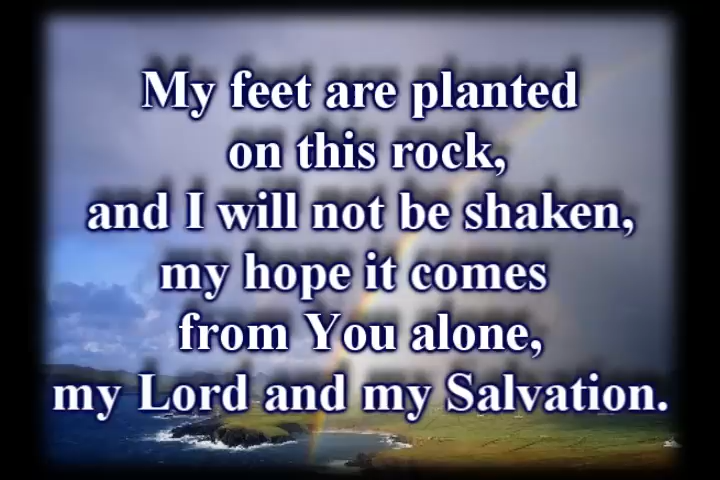 My feet are planted
on this rock,
and I will not be shaken,
my hope it comes
from You alone,
my Lord and my Salvation.